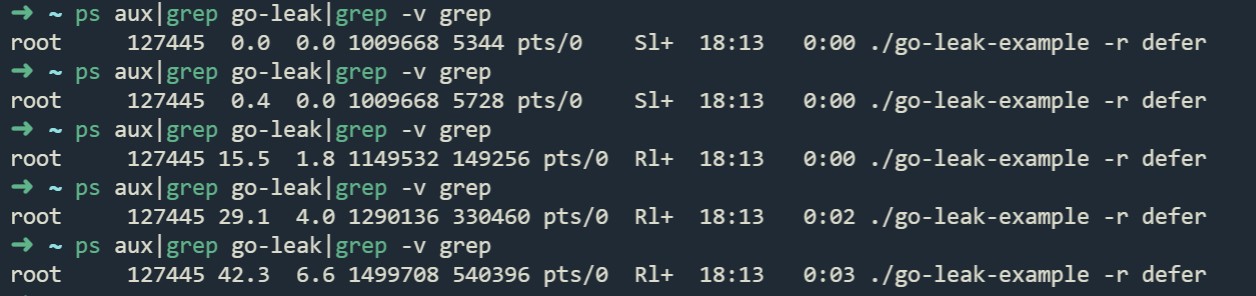 ➜ ~ ps aux|grep go-leak|grep -v grep
root 127445 0.0 0.0 1009668 5344 pts/0 Sl+ 18:13 0:00 ./go-leak-example -r defer
➜ ~ ps aux|grep go-leak|grep -v grep
root 127445 0.4 0.0 1009668 5728 pts/0 Sl+ 18:13 0:00 ./go-leak-example -r defer
➜ ~ ps aux|grep go-leak|grep -v grep
root 127445 15.5 1.8 1149532 149256 pts/0 Rl+ 18:13 0:00 ./go-leak-example -r defer
➜ ~ ps aux|grep go-leak|grep -v grep
root 127445 29.1 4.0 1290136 330460 pts/0 Rl+ 18:13 0:02 ./go-leak-example -r defer
➜ ~ ps aux|grep go-leak|grep -v grep
root 127445 42.3 6.6 1499708 540396 pts/0 Rl+ 18:13 0:03 ./go-leak-example -r defer